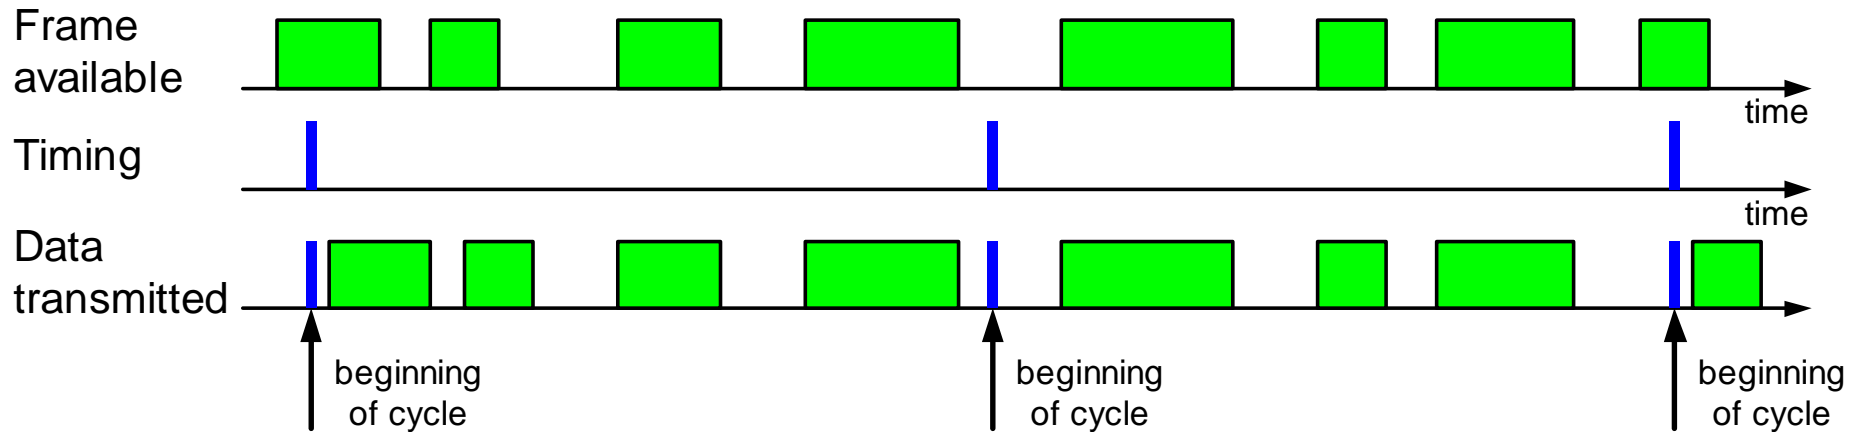 Frame
available
time
Timing
time
Data
transmitted
beginning
of cycle
beginning
of cycle
beginning
of cycle